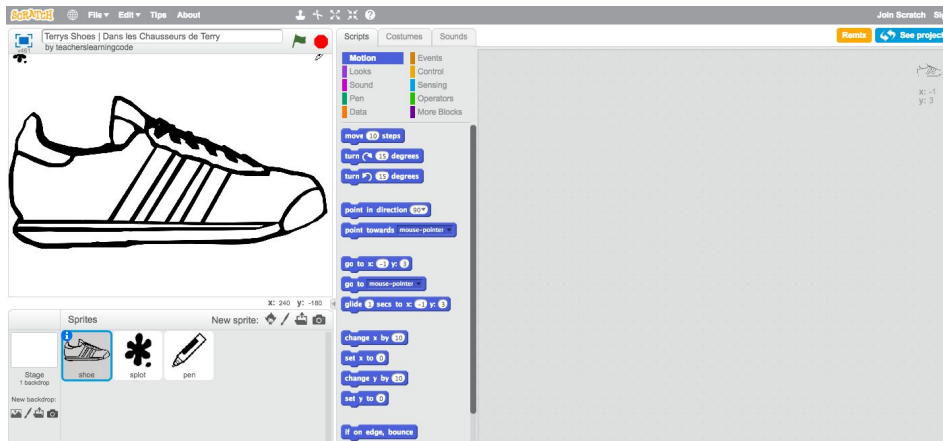 SCRATCH File▼ Edit▼ Tips About Join Scratch
Terrys Shoes | Dans les Chausseurs de Terry
by teacherslearningcode
v461
Scripts Costumes Sounds
Remix See project
Motion Events
Looks Control
Sound Sensing
Pen Operators
Data More Blocks
x: -1
y: 3
move 10 steps
turn 15 degrees
turn 15 degrees
point in direction 90▼
point towards mouse-pointer
go to x: -1 y: 3
go to mouse-pointer
glide 1 secs to x: -1 y: 3
change x by 10
set x to 0
change y by 10
set y to 0
if on edge, bounce
X: 240 y: -180
Sprites New sprite:
Stage
1 backdrop
New backdrop:
shoe splot pen